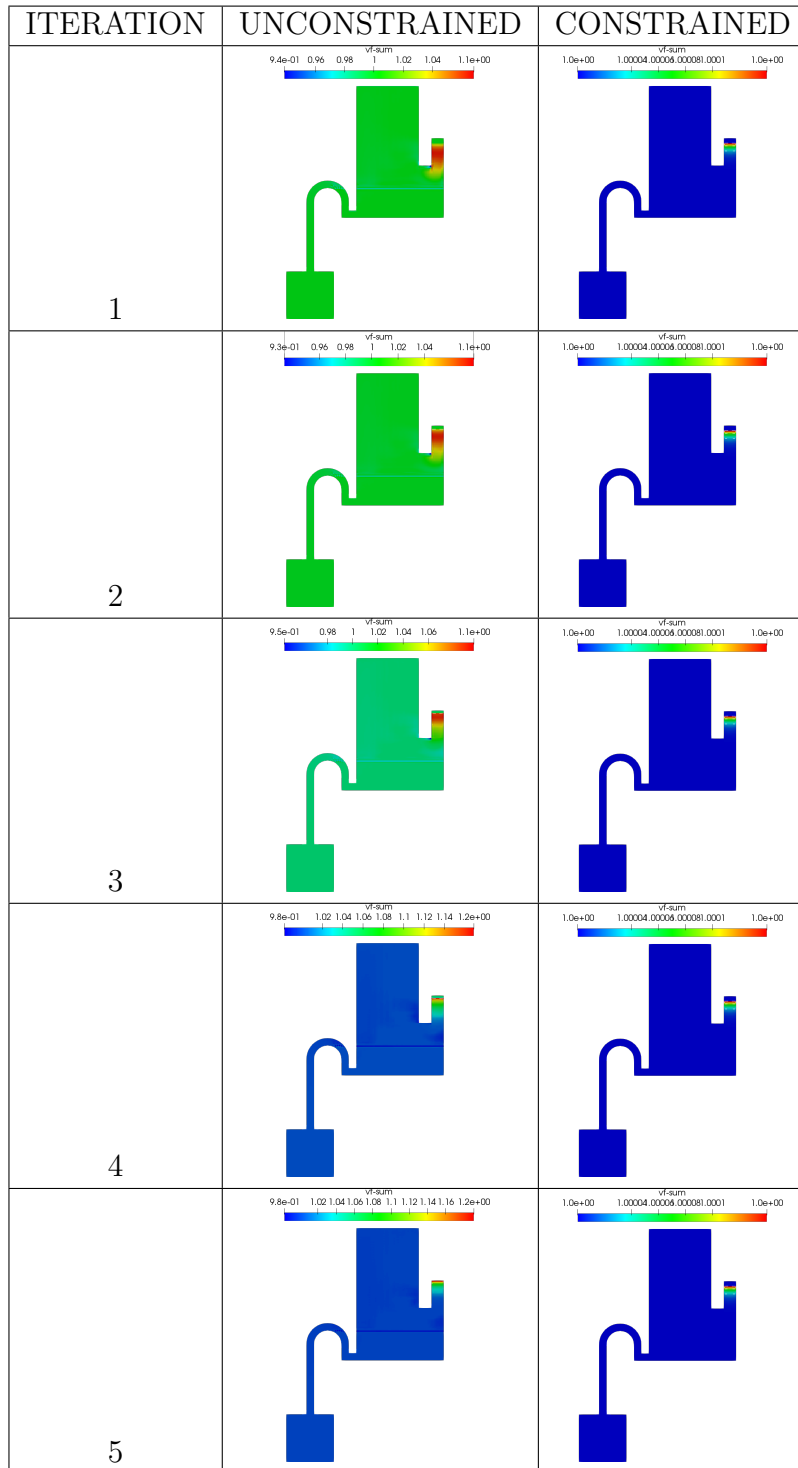 ITERATION UNCONSTRAINED CONSTRAINED
vf-sum vf-sum
9.4e-01 0.96 0.98 1 1.02 1.04 1.1e+00 1.0e+00 1.00004 1.00006 1.00008 1.0001 1.0e+00
1
vf-sum vf-sum
9.3e-01 0.96 0.98 1 1.02 1.04 1.1e+00 1.0e+00 1.00004 1.00006 1.00008 1.0001 1.0e+00
2
vf-sum vf-sum
9.5e-01 0.98 1 1.02 1.04 1.06 1.1e+00 1.0e+00 1.00004 1.00006 1.00008 1.0001 1.0e+00
3
vf-sum vf-sum
9.8e-01 1.02 1.04 1.06 1.08 1.1 1.12 1.14 1.2e+00 1.0e+00 1.00004 1.00006 1.00008 1.0001 1.0e+00
4
vf-sum vf-sum
9.8e-01 1.02 1.04 1.06 1.08 1.1 1.12 1.14 1.16 1.2e+00 1.0e+00 1.00004 1.00006 1.00008 1.0001 1.0e+00
5